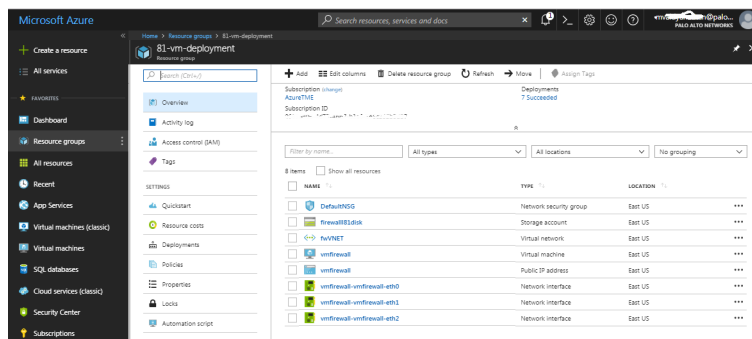 Microsoft Azure
Search resources, services and docs
@palo...
PALO ALTO NETWORKS
Create a resource
All services
FAVORITES
Dashboard
Resource groups
All resources
Recent
App Services
Virtual machines (classic)
Virtual machines
SQL databases
Cloud services (classic)
Security Center
Subscriptions
Home > Resource groups > 81-vm-deployment
81-vm-deployment
Resource group
Search (Ctrl+/)
Overview
Activity log
Access control (IAM)
Tags
SETTINGS
Quickstart
Resource costs
Deployments
Policies
Properties
Locks
Automation script
Add Edit columns Delete resource group Refresh Move Assign Tags
Subscription (change)
AzureTME
Subscription ID
Deployments
7 Succeeded
Filter by name... All types All locations No grouping
8 items Show all resources
NAME TYPE LOCATION
DefaultNSG Network security group East US
firewall81disk Storage account East US
fwVNET Virtual network East US
vmfirewall Virtual machine East US
vmfirewall Public IP address East US
vmfirewall-vmfirewall-eth0 Network interface East US
vmfirewall-vmfirewall-eth1 Network interface East US
vmfirewall-vmfirewall-eth2 Network interface East US